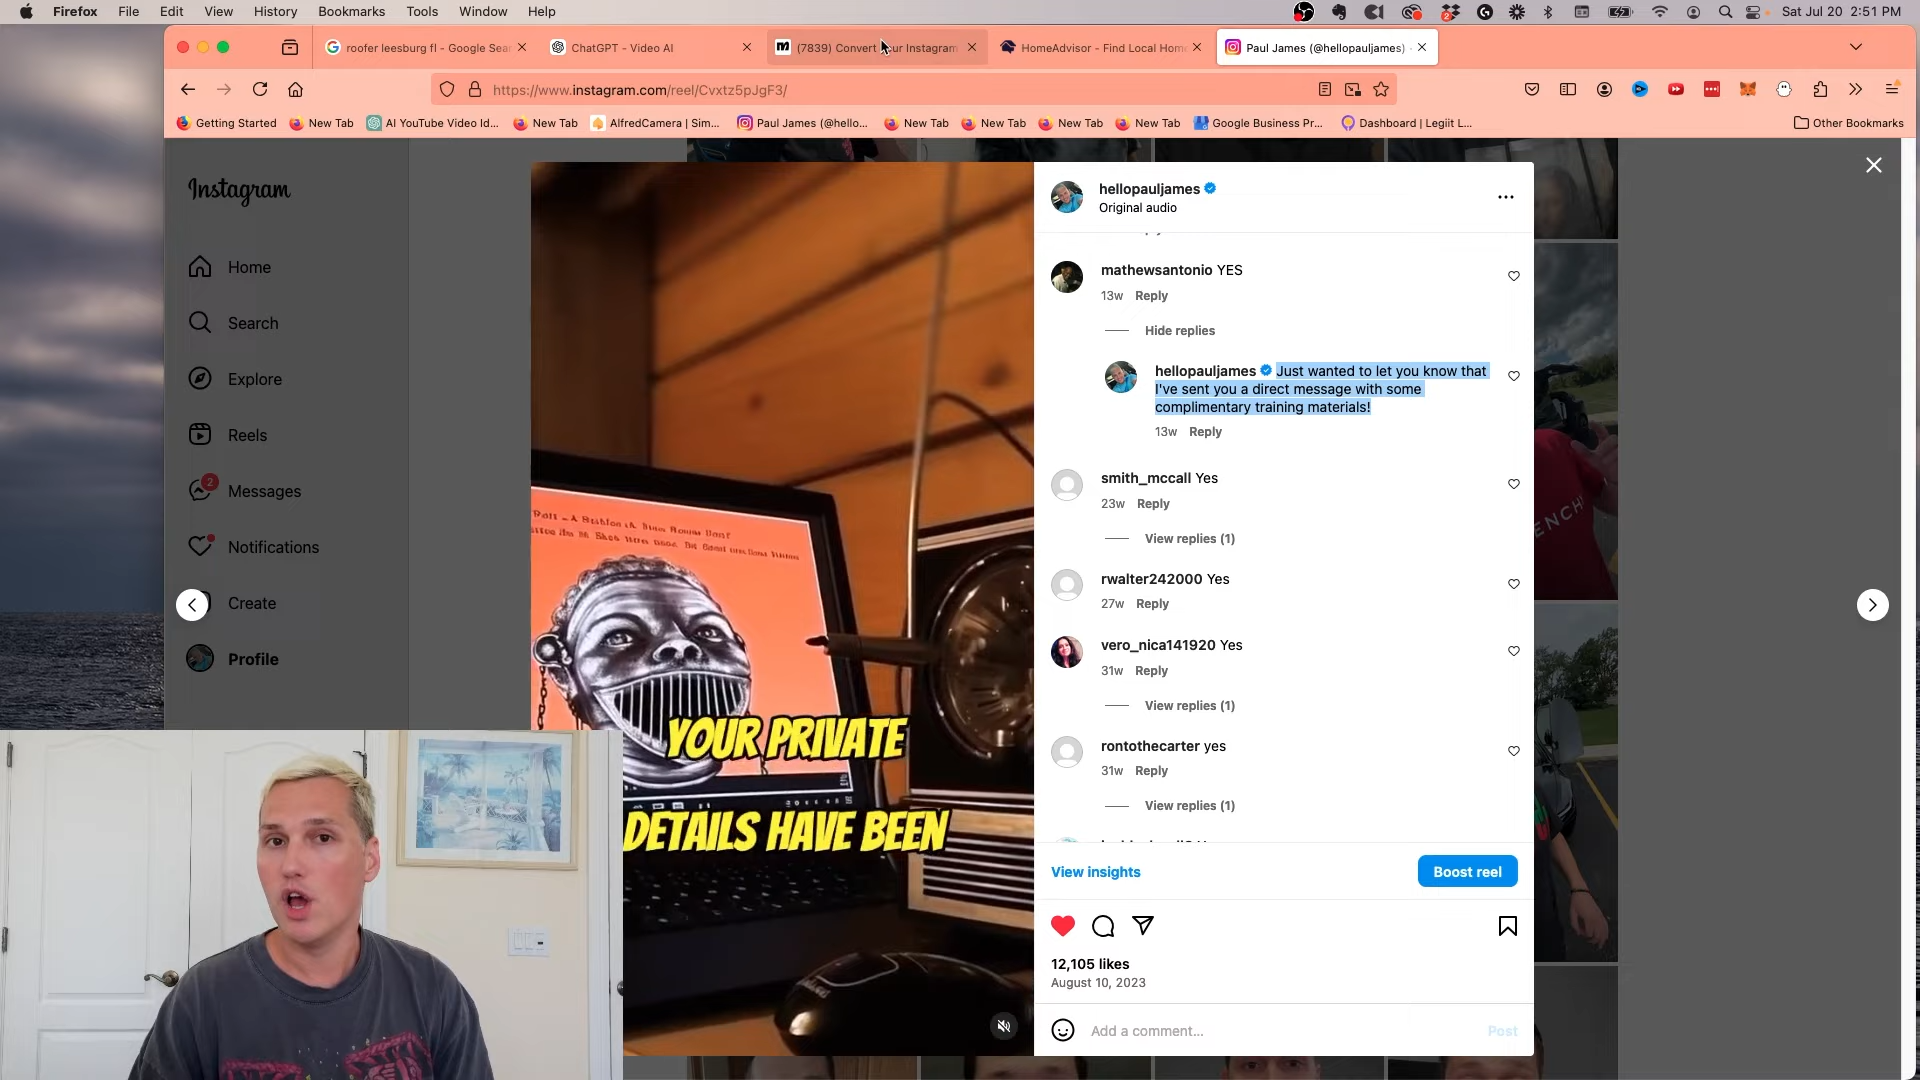 Firefox File Edit View History Bookmarks Tools Window Help
Sat Jul 20 2:51 PM
roofer leesburg fl - Google Sear
ChatGPT - Video AI
(7839) Convert
ur Instagram
HomeAdvisor - Find Local Home
Paul James (@hellopauljames)
https://www.instagram.com/reel/Cvxtz5pJgF3/
Getting Started
New Tab
AI YouTube Video Id...
New Tab
AlfredCamera | Sim...
Paul James (@hello...
New Tab
New Tab
New Tab
New Tab
Google Business Pr...
Dashboard | Legiit L...
Other Bookmarks
Instagram
Home
Search
Explore
Reels
2
Messages
Notifications
Create
Profile
YOUR PRIVATE
DETAILS HAVE BEEN
hellopauljames
Original audio
mathewsantonio YES
13w Reply
Hide replies
hellopauljames Just wanted to let you know that
I've sent you a direct message with some
complimentary training materials!
13w Reply
smith_mccall Yes
23w Reply
View replies (1)
rwalter242000 Yes
27w Reply
vero_nica141920 Yes
31w Reply
View replies (1)
rontothecarter yes
31w Reply
View replies (1)
View insights
Boost reel
12,105 likes
August 10, 2023
Add a comment...
Post